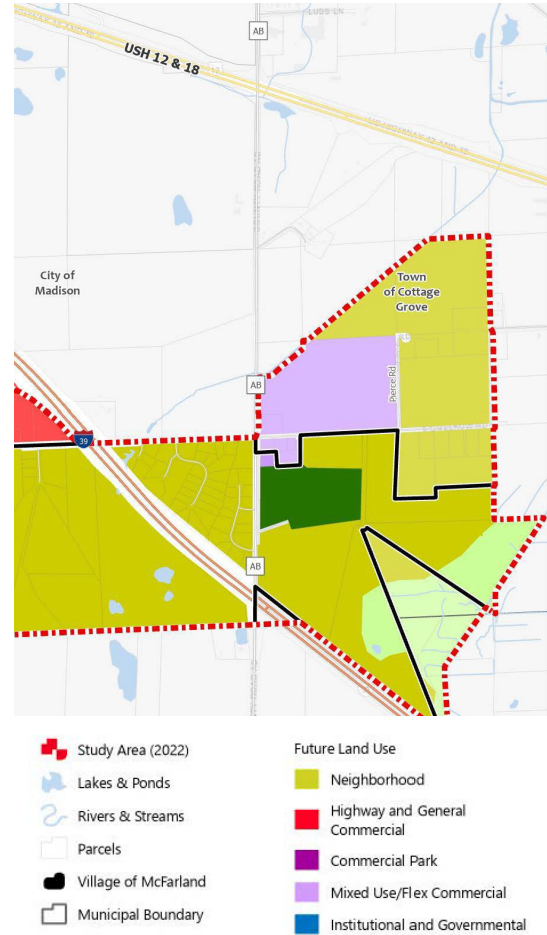 LUDS LN
AB
USH 12 & 18
City of
Madison
Town
of Cottage
Grove
Pierce Rd
AB
39
AB
Study Area (2022)
Lakes & Ponds
Rivers & Streams
Parcels
Village of McFarland
Municipal Boundary
Future Land Use
Neighborhood
Highway and General
Commercial
Commercial Park
Mixed Use/Flex Commercial
Institutional and Governmental